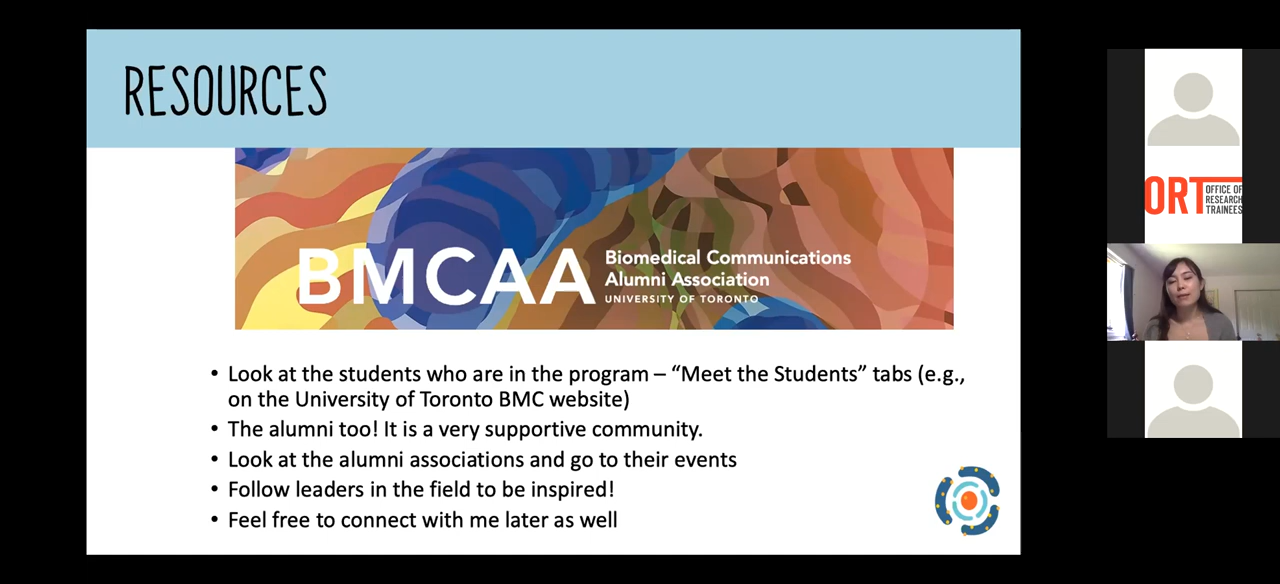 RESOURCES
BMCAA
Biomedical Communications
Alumni Association
UNIVERSITY OF TORONTO
• Look at the students who are in the program – “Meet the Students” tabs (e.g.,
on the University of Toronto BMC website)
• The alumni too! It is a very supportive community.
• Look at the alumni associations and go to their events
• Follow leaders in the field to be inspired!
• Feel free to connect with me later as well
ORT
OFFICE OF
RESEARCH
TRAINEES